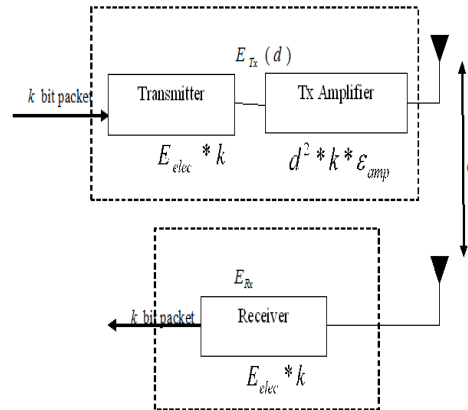 E_Tx (d)
k bit packet
Transmitter
Tx Amplifier
E_elec * k
d^2 * k * ε_amp
E_Rx
k bit packet
Receiver
E_elec * k